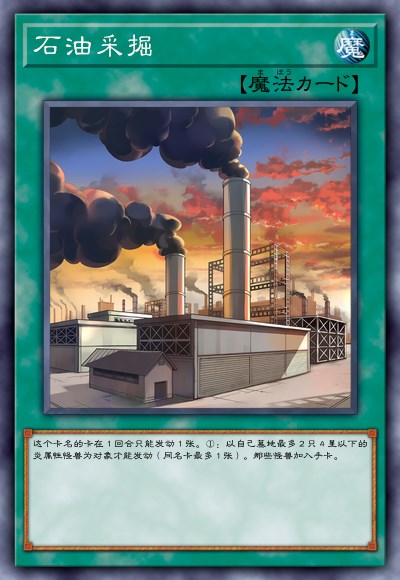 石油采掘
魔
【魔法カード】
ま ほう
这个卡名的卡在１回合只能发动１张。①：以自己墓地最多２只４星以下的
炎属性怪兽为对象才能发动（同名卡最多１张）。那些怪兽加入手卡。